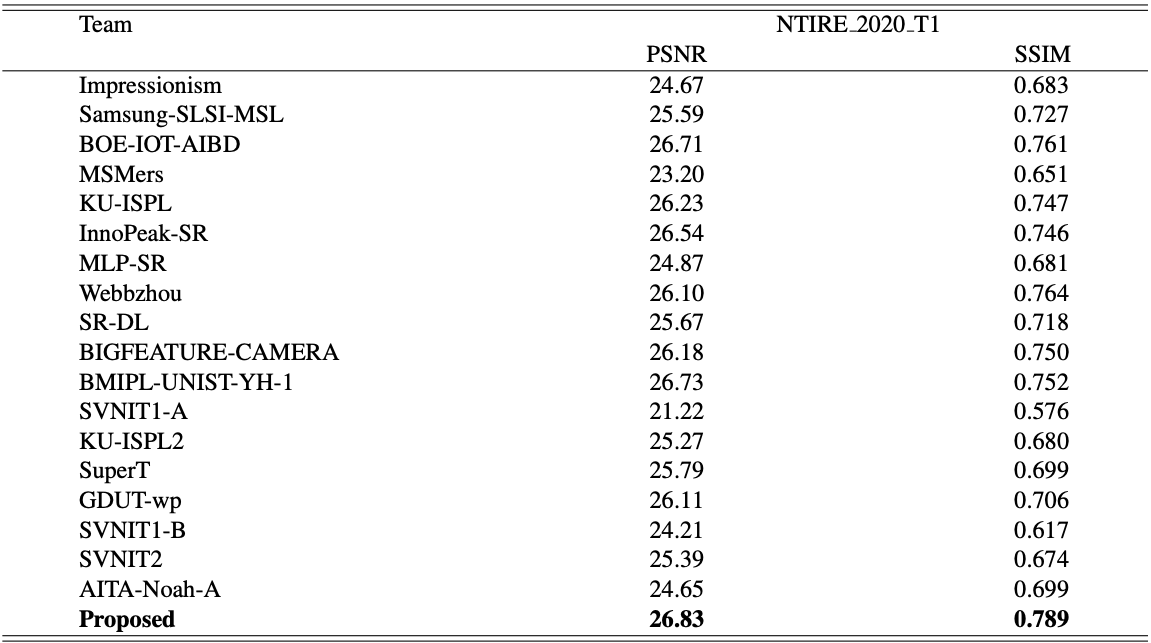 Team NTIRE_2020_T1
PSNR SSIM
Impressionism 24.67 0.683
Samsung-SLSI-MSL 25.59 0.727
BOE-IOT-AIBD 26.71 0.761
MSMers 23.20 0.651
KU-ISPL 26.23 0.747
InnoPeak-SR 26.54 0.746
MLP-SR 24.87 0.681
Webbzhou 26.10 0.764
SR-DL 25.67 0.718
BIGFEATURE-CAMERA 26.18 0.750
BMIPL-UNIST-YH-1 26.73 0.752
SVNIT1-A 21.22 0.576
KU-ISPL2 25.27 0.680
SuperT 25.79 0.699
GDUT-wp 26.11 0.706
SVNIT1-B 24.21 0.617
SVNIT2 25.39 0.674
AITA-Noah-A 24.65 0.699
Proposed 26.83 0.789